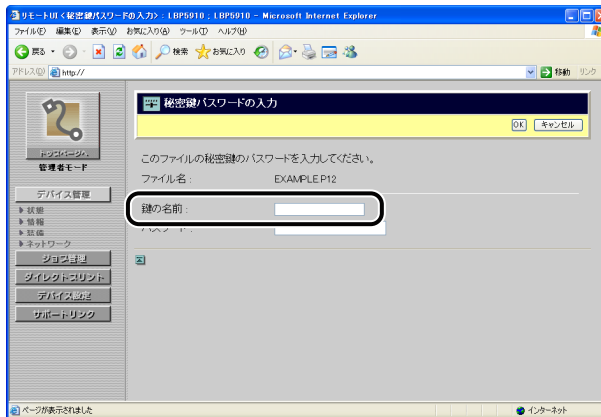 リモートUI <秘密鍵パスワードの入力> : LBP5910 ; LBP5910 - Microsoft Internet Explorer
ファイル(F) 編集(E) 表示(V) お気に入り(A) ツール(T) ヘルプ(H)
戻る 検索 お気に入り
アドレス(D) http:// 移動 リンク
秘密鍵パスワードの入力
OK キャンセル
トップページへ
管理者モード
デバイス管理
状態
情報
ネットワーク
ジョブ管理
ダイレクトプリント
デバイス設定
サポートリンク
このファイルの秘密鍵のパスワードを入力してください。
ファイル名 : EXAMPLE.P12
鍵の名前 :
パスワード :
ページが表示されました インターネット